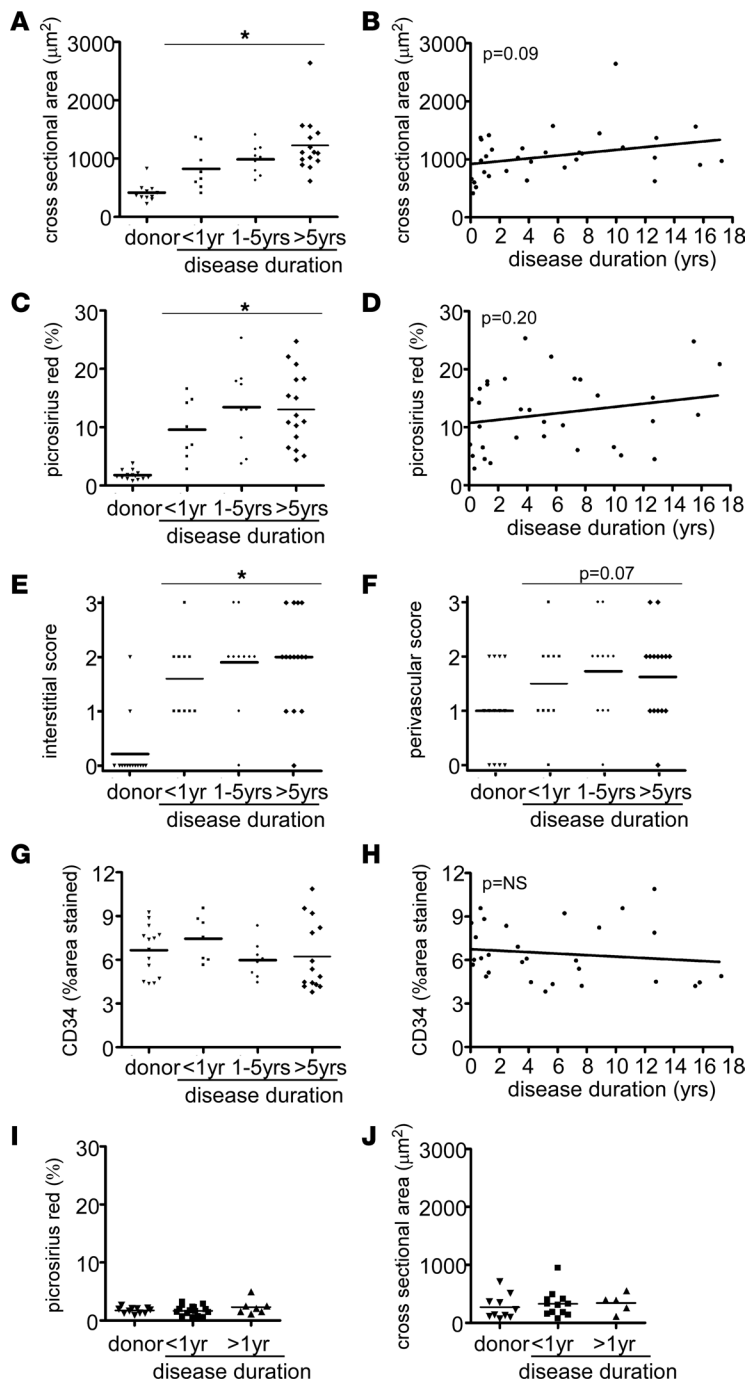 A
cross sectional area (μm2)
3000
2000
1000
0
*
donor <1yr 1-5yrs >5yrs
disease duration
B
cross sectional area (μm2)
3000
2000
1000
0
p=0.09
0 2 4 6 8 10 12 14 16 18
disease duration (yrs)
C
picrosirius red (%)
30
20
10
0
*
donor <1yr 1-5yrs >5yrs
disease duration
D
picrosirius red (%)
30
20
10
0
p=0.20
0 2 4 6 8 10 12 14 16 18
disease duration (yrs)
E
interstitial score
3
2
1
0
*
donor <1yr 1-5yrs >5yrs
disease duration
F
perivascular score
3
2
1
0
p=0.07
donor <1yr 1-5yrs >5yrs
disease duration
G
CD34 (%area stained)
12
9
6
3
0
donor <1yr 1-5yrs >5yrs
disease duration
H
CD34 (%area stained)
12
9
6
3
0
p=NS
0 2 4 6 8 10 12 14 16 18
disease duration (yrs)
I
picrosirius red (%)
30
20
10
0
donor <1yr >1yr
disease duration
J
cross sectional area (μm2)
3000
2000
1000
0
donor <1yr >1yr
disease duration